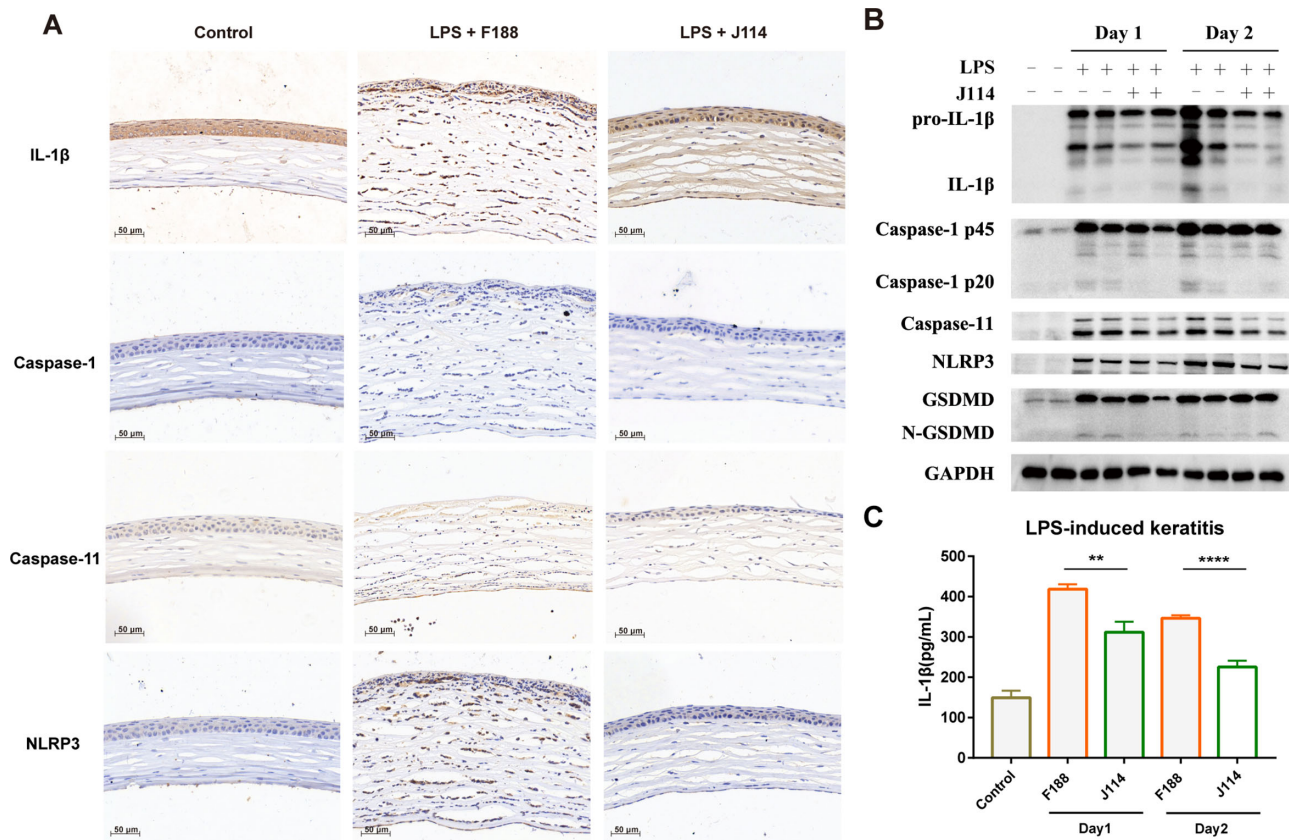 A
Control
LPS + F188
LPS + J114
IL-1β
50 μm
50 μm
50 μm
Caspase-1
50 μm
50 μm
50 μm
Caspase-11
50 μm
50 μm
50 μm
NLRP3
50 μm
50 μm
50 μm
B
Day 1 Day 2
LPS − − + + + + + + + +
J114 − − − − + + − − + +
pro-IL-1β
IL-1β
Caspase-1 p45
Caspase-1 p20
Caspase-11
NLRP3
GSDMD
N-GSDMD
GAPDH
C
LPS-induced keratitis
IL-1β(pg/mL)
500
400
300
200
100
0
** ****
Control F188 J114 F188 J114
Day1 Day2